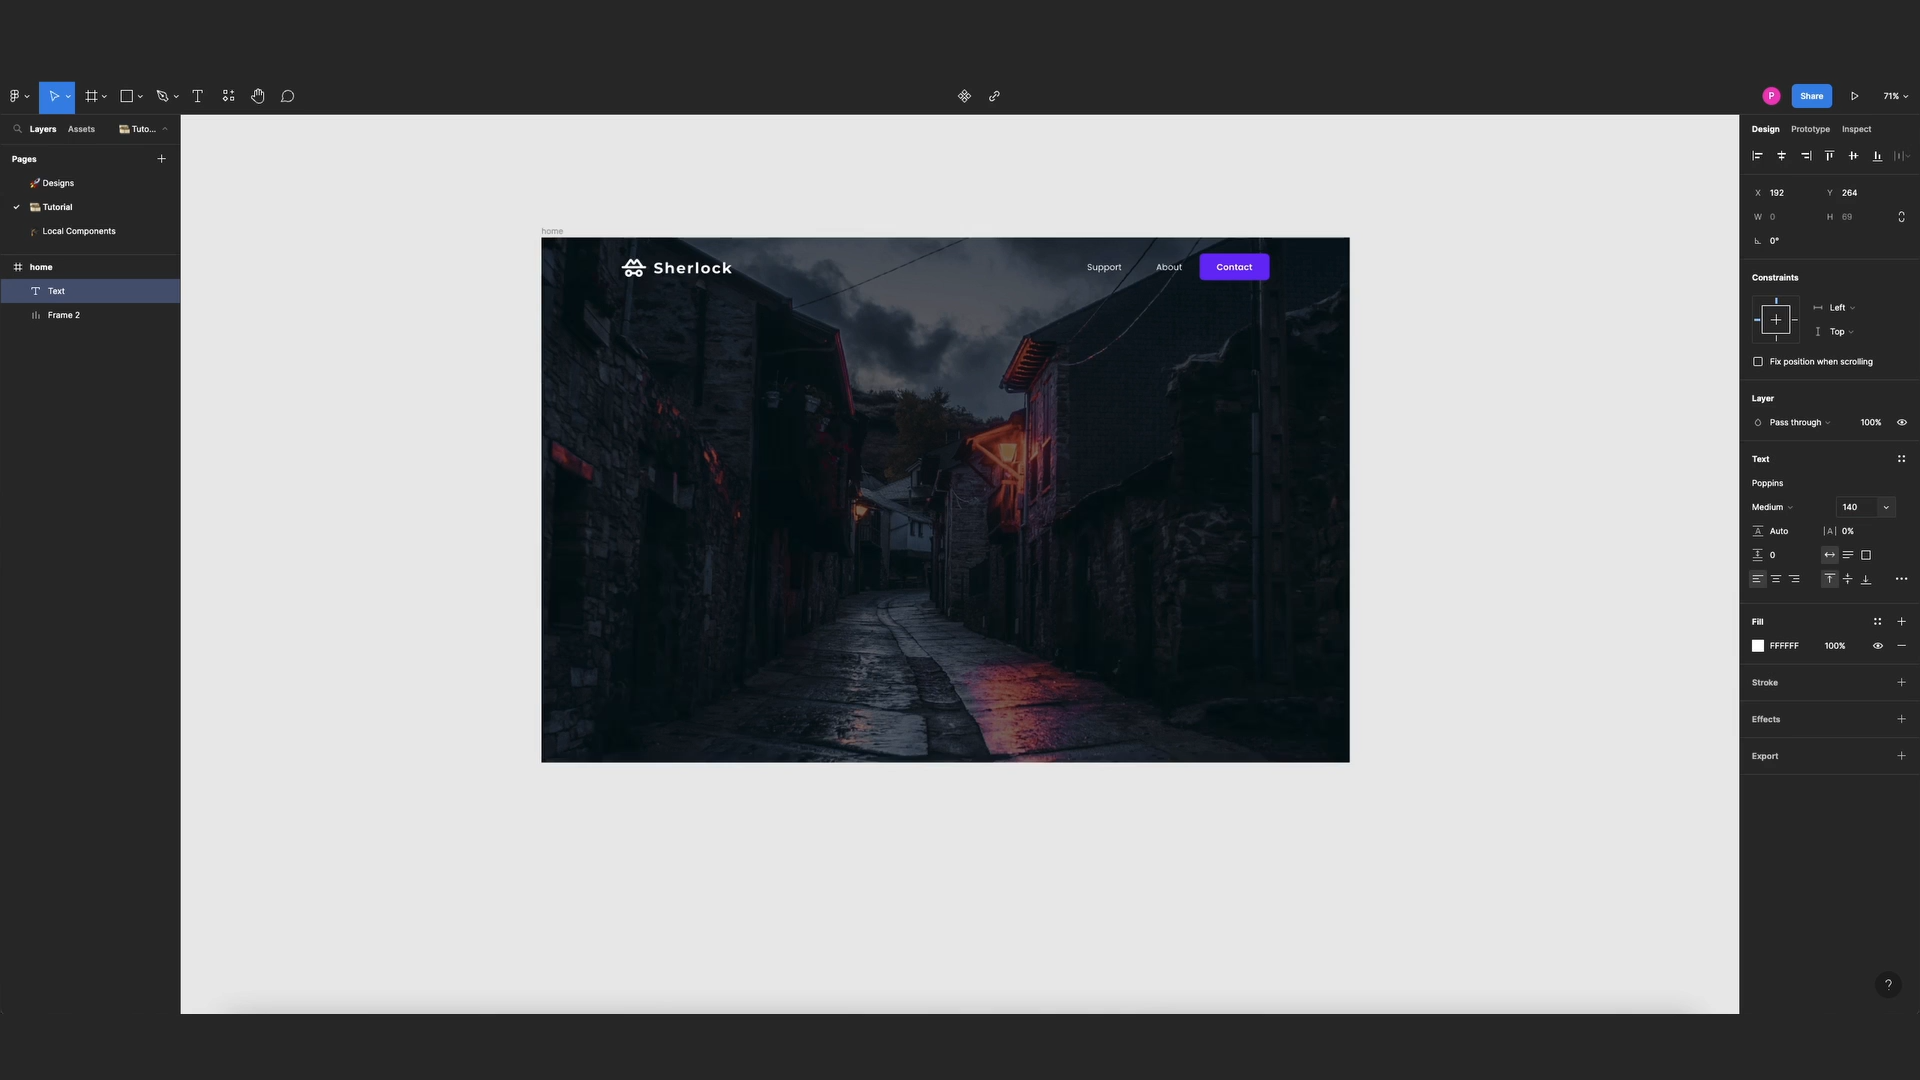 P
Share
71%
Layers
Assets
Tuto...
Design
Prototype
Inspect
Pages
Designs
Tutorial
Local Components
home
Text
Frame 2
home
Sherlock
Support
About
Contact
X 192
Y 264
W 0
H 69
0°
Constraints
Left
Top
Fix position when scrolling
Layer
Pass through
100%
Text
Poppins
Medium
140
A Auto
|A| 0%
0
Fill
FFFFFF
100%
Stroke
Effects
Export
?